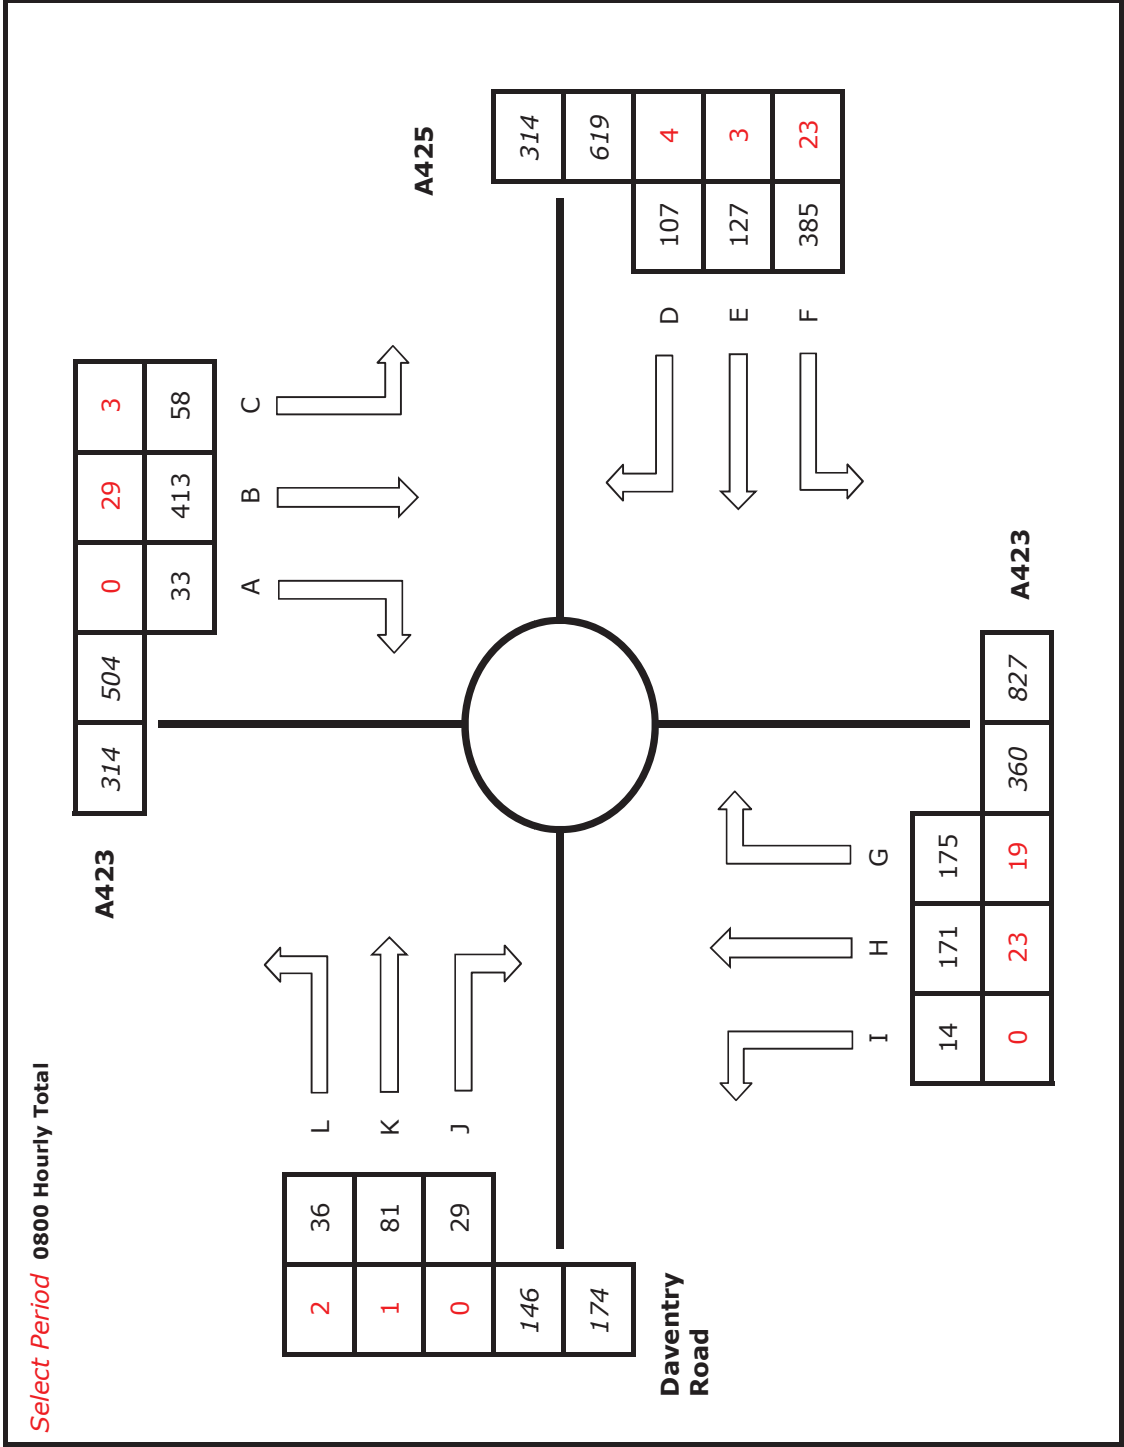 Select Period 0800 Hourly Total
A423
314 504 0 29 3
33 413 58
A B C
A425
314
619
107 4
127 3
385 23
D
E
F
L
K
J
2 36
1 81
0 29
146
174
Daventry
Road
I H G
14 171 175
0 23 19 360 827
A423